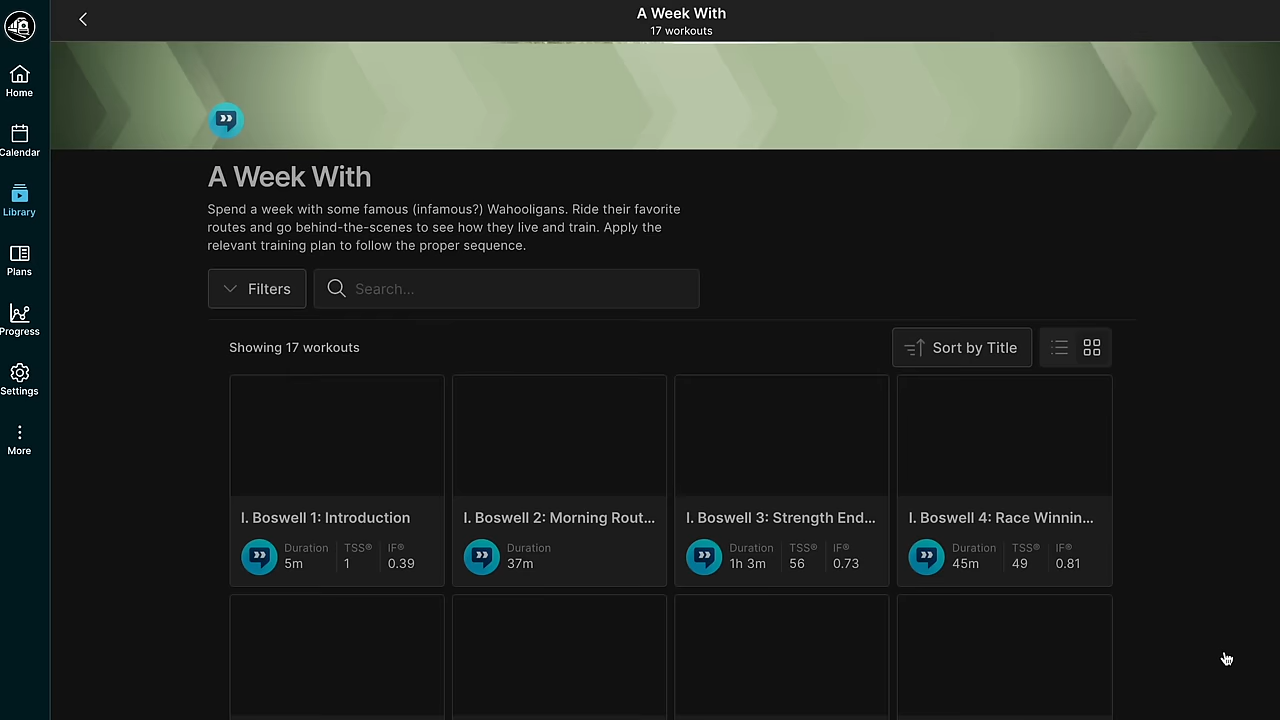 A Week With
17 workouts
Home
Calendar
Library
Plans
Progress
Settings
More
A Week With
Spend a week with some famous (infamous?) Wahooligans. Ride their favorite
routes and go behind-the-scenes to see how they live and train. Apply the
relevant training plan to follow the proper sequence.
Filters
Search...
Showing 17 workouts
Sort by Title
I. Boswell 1: Introduction
Duration TSS® IF®
5m 1 0.39
I. Boswell 2: Morning Rout...
Duration
37m
I. Boswell 3: Strength End...
Duration TSS® IF®
1h 3m 56 0.73
I. Boswell 4: Race Winnin...
Duration TSS® IF®
45m 49 0.81